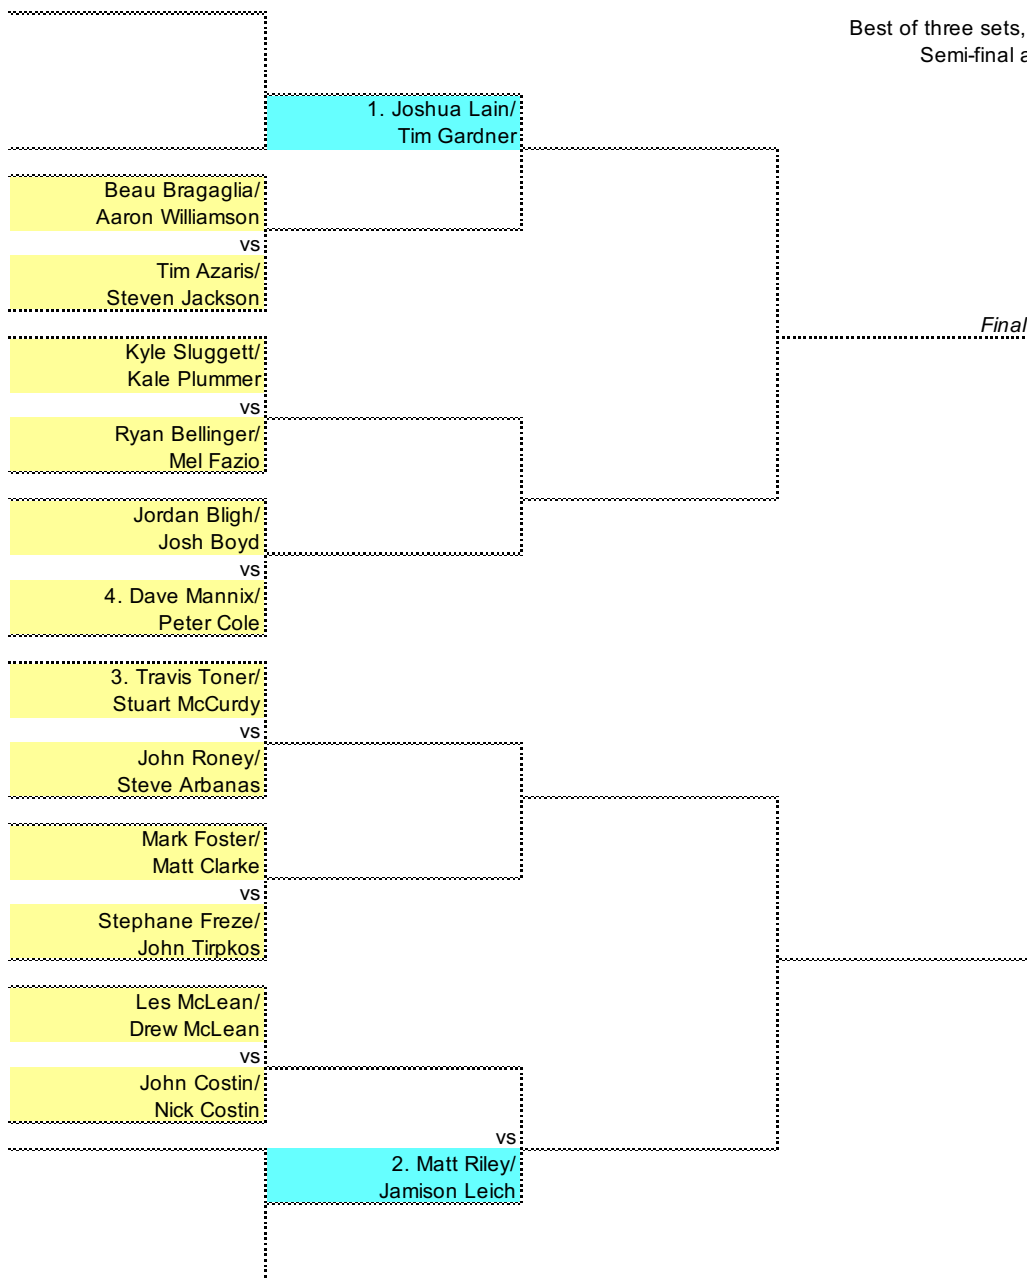 Best of three sets,
Semi-final a
1. Joshua Lain/
Tim Gardner
Beau Bragaglia/
Aaron Williamson
vs
Tim Azaris/
Steven Jackson
Final
Kyle Sluggett/
Kale Plummer
vs
Ryan Bellinger/
Mel Fazio
Jordan Bligh/
Josh Boyd
vs
4. Dave Mannix/
Peter Cole
3. Travis Toner/
Stuart McCurdy
vs
John Roney/
Steve Arbanas
Mark Foster/
Matt Clarke
vs
Stephane Freze/
John Tirpkos
Les McLean/
Drew McLean
vs
John Costin/
Nick Costin
vs
2. Matt Riley/
Jamison Leich